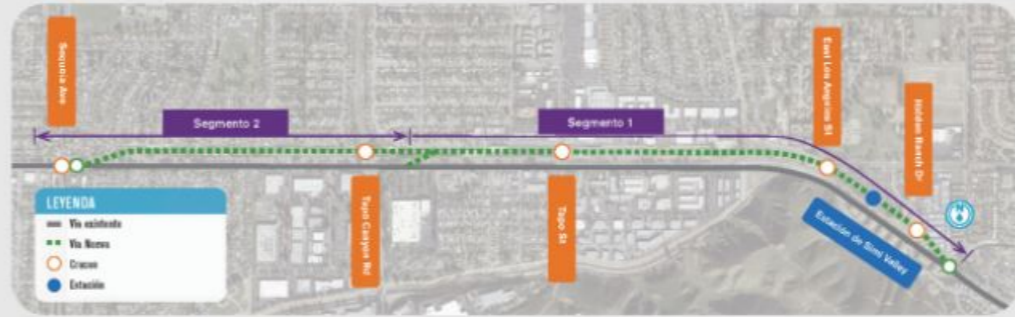 Sequoia Ave
Segmento 2
Segmento 1
East Los Angeles St
Hidden Ranch Dr
Tapo Canyon Rd
Tapo St
Estación de Simi Valley
N
LEYENDA
Vía existente
Vía Nueva
Cruces
Estación